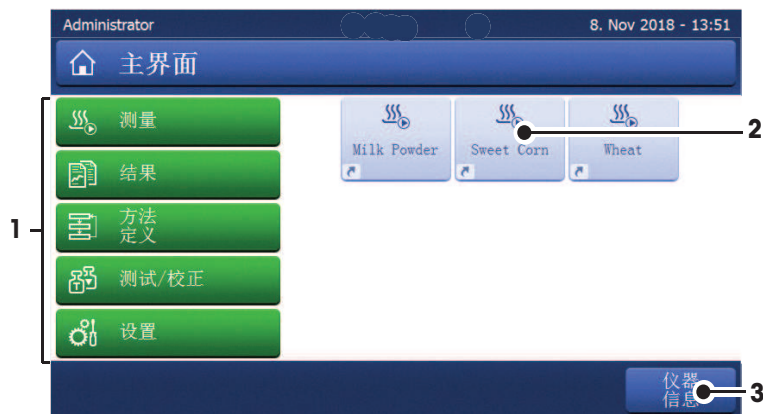 Administrator
8. Nov 2018 - 13:51
主界面
测量
Milk Powder
Sweet Corn
Wheat
2
结果
1
方法
定义
测试/校正
设置
仪器
信息
3